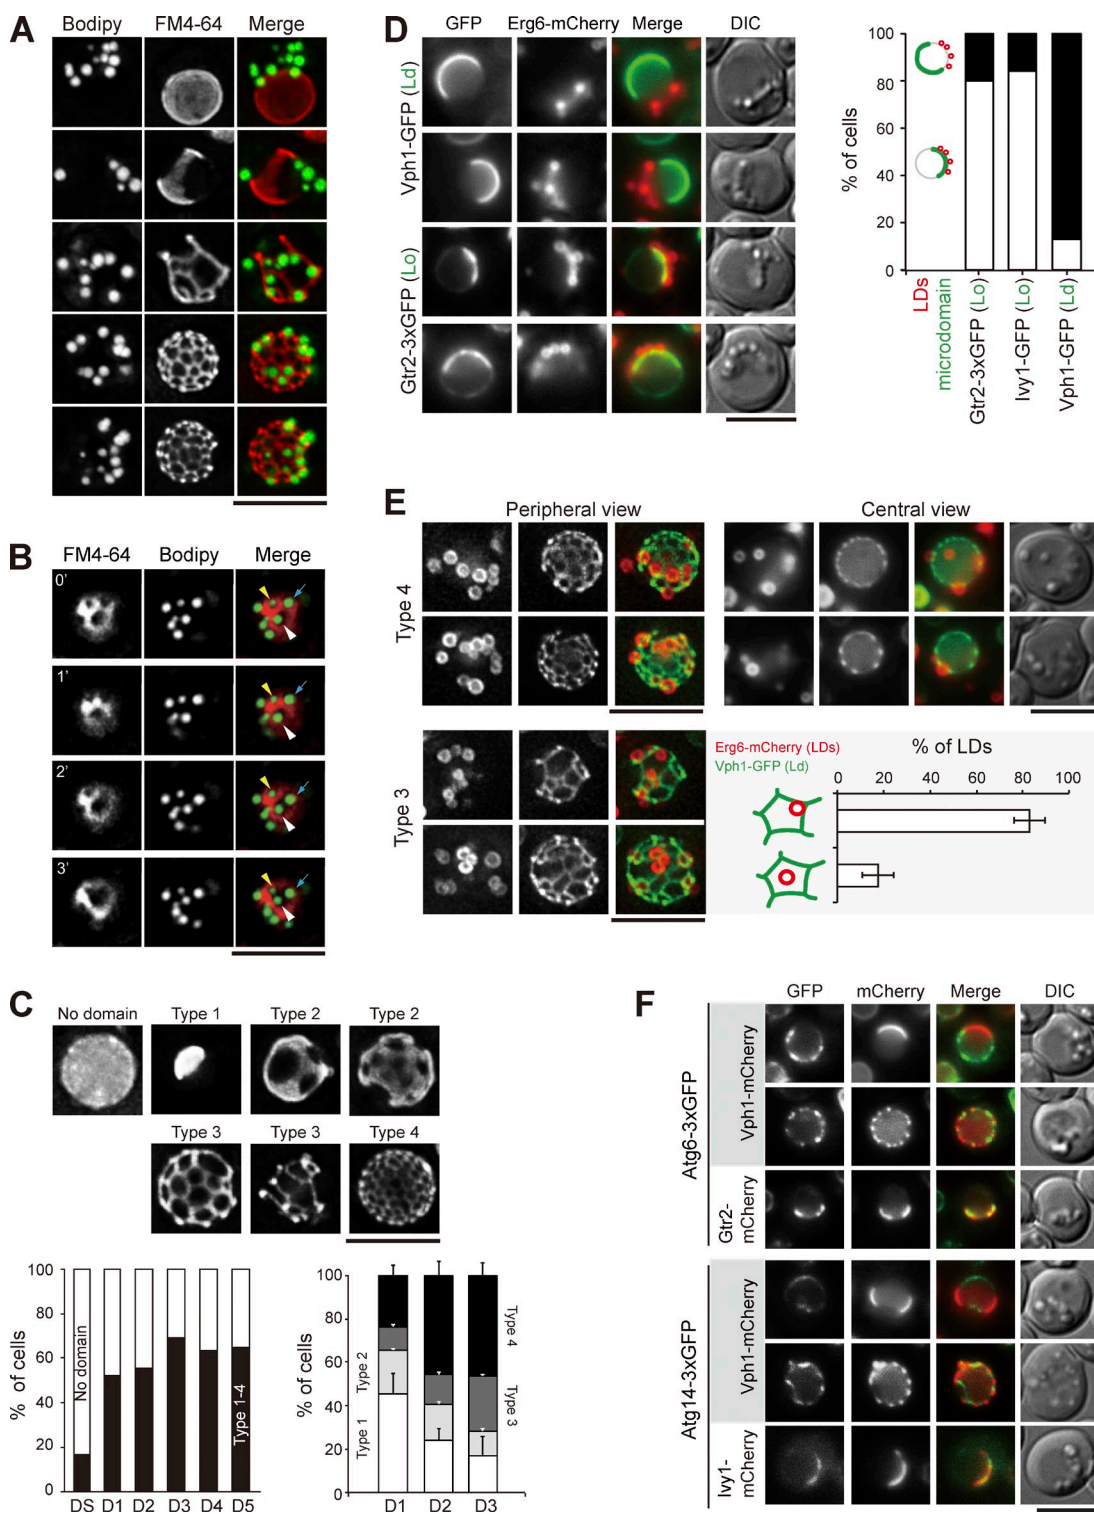 A
Bodipy FM4-64 Merge
B
FM4-64 Bodipy Merge
0'
1'
2'
3'
C
No domain Type 1 Type 2 Type 2
Type 3 Type 3 Type 4
% of cells
100
80
60
40
20
0
No domain
Type 1-4
DS D1 D2 D3 D4 D5
% of cells
100
80
60
40
20
0
Type 1
Type 2
Type 4
Type 3
D1 D2 D3
D
GFP Erg6-mCherry Merge DIC
Vph1-GFP (Ld)
Gtr2-3xGFP (Lo)
% of cells
100
80
60
40
20
0
LDs
microdomain
Gtr2-3xGFP (Lo)
Ivy1-GFP (Lo)
Vph1-GFP (Ld)
E
Peripheral view Central view
Type 4
Type 3
Erg6-mCherry (LDs)
Vph1-GFP (Ld)
% of LDs
0 20 40 60 80 100
F
GFP mCherry Merge DIC
Atg6-3xGFP
Vph1-mCherry
Gtr2-
mCherry
Atg14-3xGFP
Vph1-mCherry
Ivy1-
mCherry